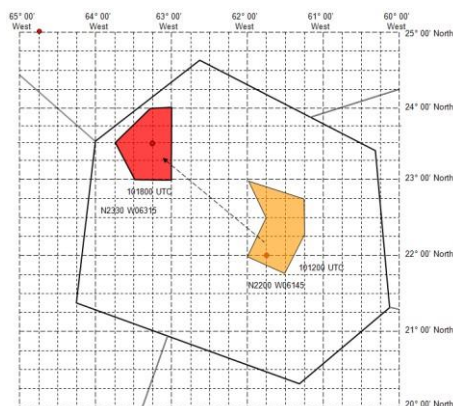 65° 00' 64° 00' 63° 00' 62° 00' 61° 00' 60° 00'
West West West West West West
25° 00' North
24° 00' North
23° 00' North
101800 UTC
N2330 W06315
22° 00' North
101200 UTC
N2200 W06145
21° 00' North
20° 00' North